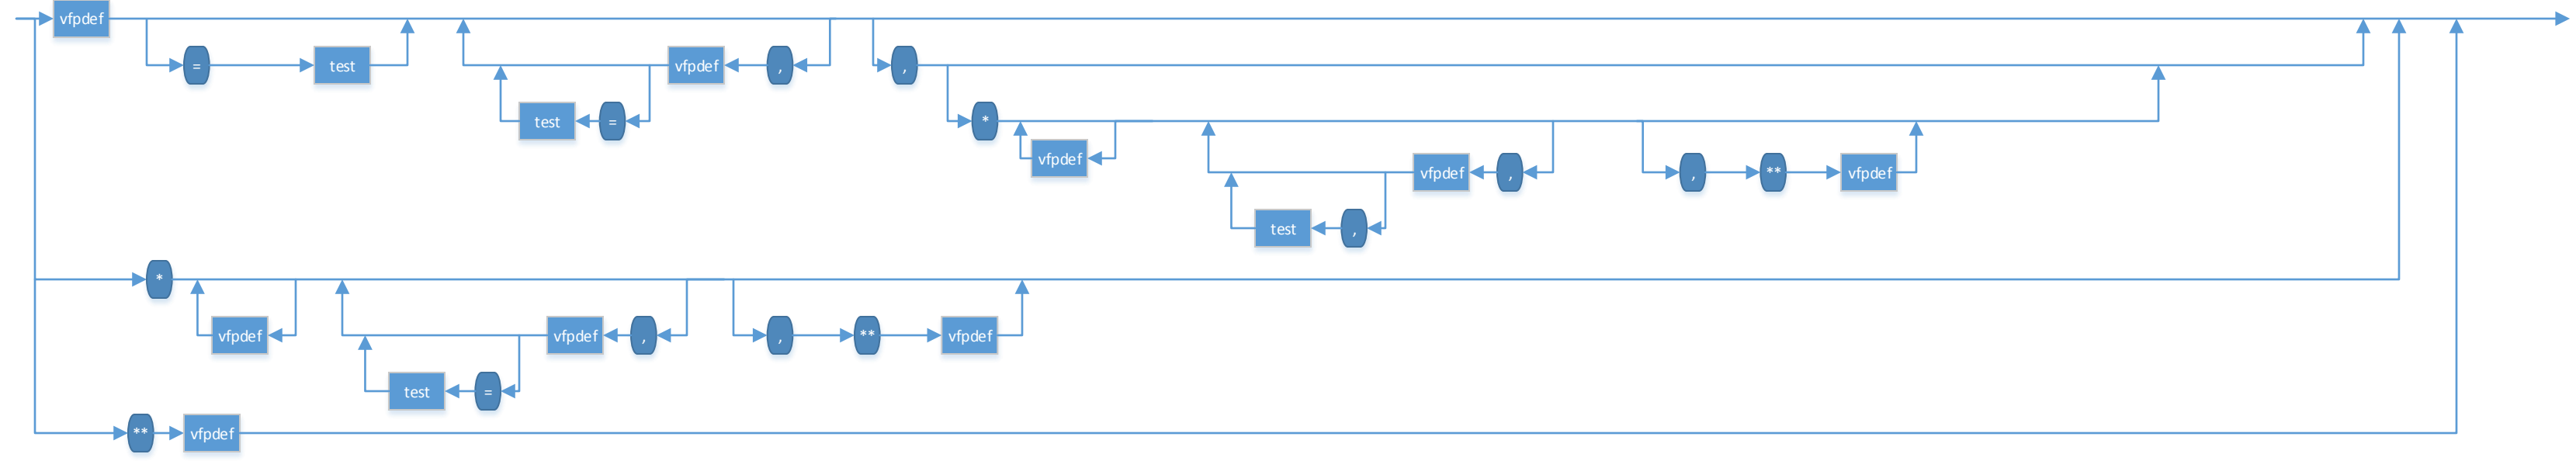 vfpdef
= test vfpdef , ,
test = *
vfpdef
vfpdef , , ** vfpdef
test ,
*
vfpdef vfpdef , , ** vfpdef
test =
** vfpdef